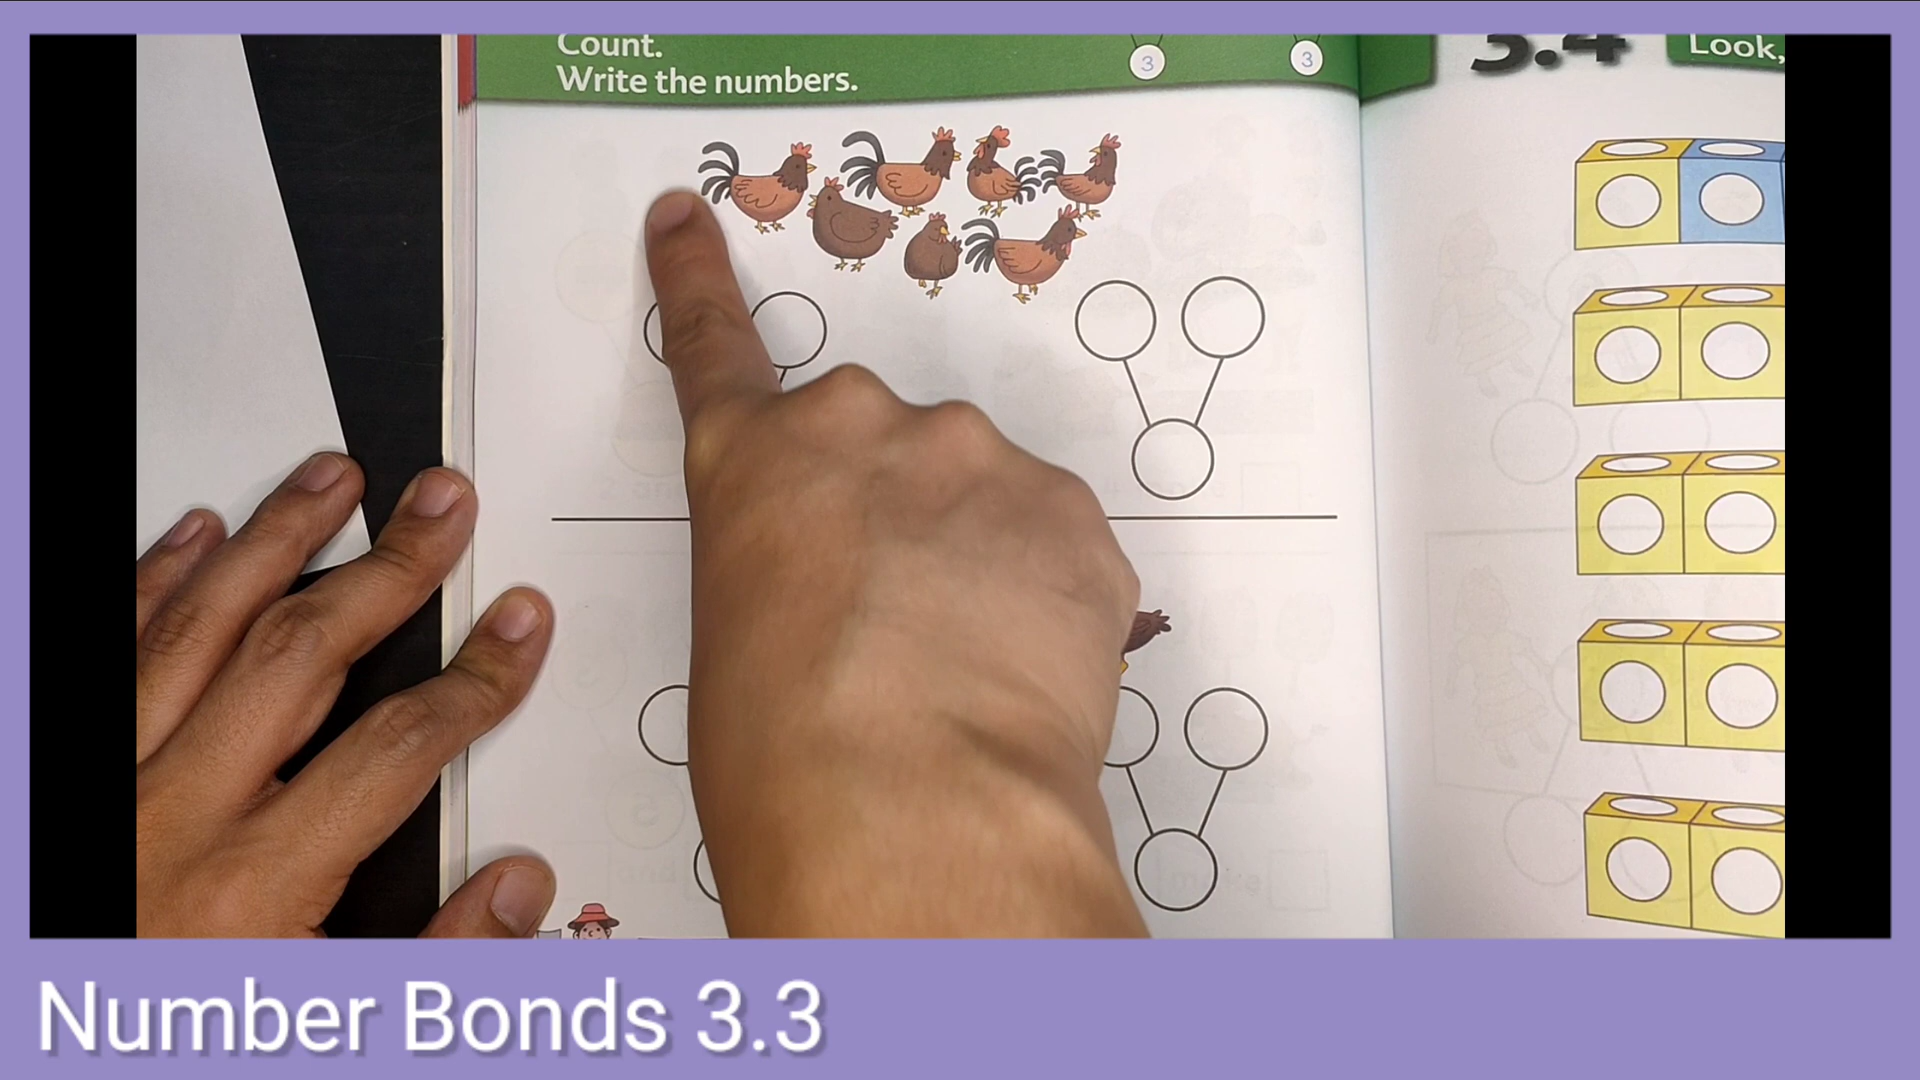 Count.
Write the numbers.
3
3
3.4
Look,
Number Bonds 3.3